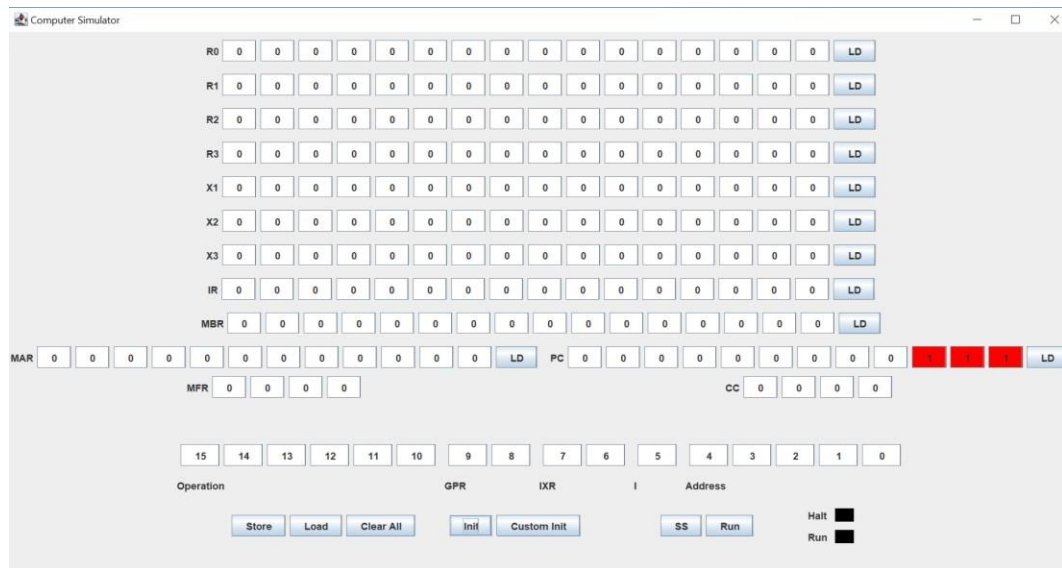 Computer Simulator
R0 0 0 0 0 0 0 0 0 0 0 0 0 0 0 0 0 LD
R1 0 0 0 0 0 0 0 0 0 0 0 0 0 0 0 0 LD
R2 0 0 0 0 0 0 0 0 0 0 0 0 0 0 0 0 LD
R3 0 0 0 0 0 0 0 0 0 0 0 0 0 0 0 0 LD
X1 0 0 0 0 0 0 0 0 0 0 0 0 0 0 0 0 LD
X2 0 0 0 0 0 0 0 0 0 0 0 0 0 0 0 0 LD
X3 0 0 0 0 0 0 0 0 0 0 0 0 0 0 0 0 LD
IR 0 0 0 0 0 0 0 0 0 0 0 0 0 0 0 0 LD
MBR 0 0 0 0 0 0 0 0 0 0 0 0 0 0 0 0 LD
MAR 0 0 0 0 0 0 0 0 0 0 0 0 LD PC 0 0 0 0 0 0 0 0 0 1 1 1 LD
MFR 0 0 0 0 CC 0 0 0 0
15 14 13 12 11 10 9 8 7 6 5 4 3 2 1 0
Operation GPR IXR I Address
Store Load Clear All Init Custom Init SS Run Halt
Run